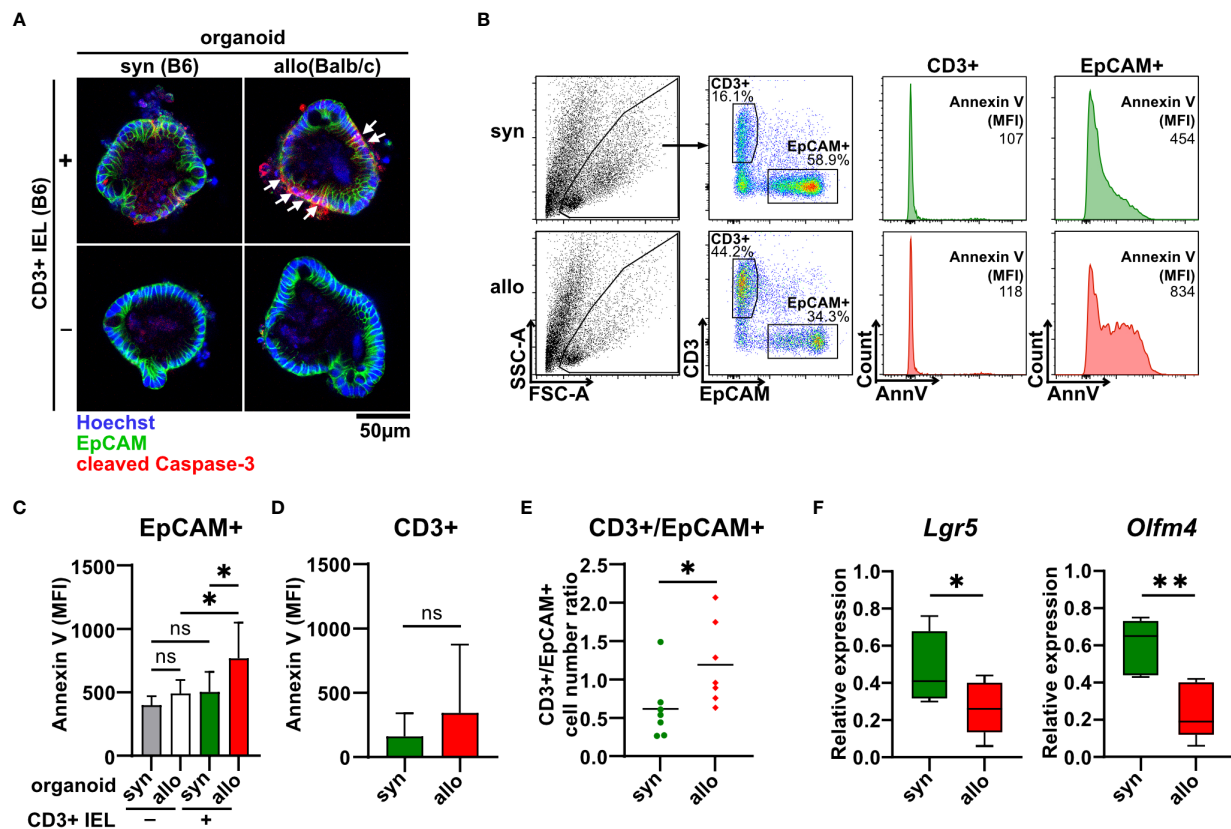 A
organoid
syn (B6)
allo(Balb/c)
CD3+ IEL (B6)
+
−
50μm
Hoechst
EpCAM
cleaved Caspase-3
B
CD3+
EpCAM+
syn
CD3+
16.1%
EpCAM+
58.9%
Annexin V
(MFI)
107
Annexin V
(MFI)
454
allo
CD3+
44.2%
EpCAM+
34.3%
Annexin V
(MFI)
118
Annexin V
(MFI)
834
SSC-A
FSC-A
CD3
EpCAM
Count
AnnV
Count
AnnV
C
EpCAM+
Annexin V (MFI)
1500
1000
500
0
ns
ns
*
*
organoid
syn
allo
syn
allo
CD3+ IEL
−
+
D
CD3+
Annexin V (MFI)
1500
1000
500
0
ns
syn
allo
E
CD3+/EpCAM+
CD3+/EpCAM+
cell number ratio
2.5
2.0
1.5
1.0
0.5
0.0
*
syn
allo
F
Lgr5
Relative expression
1.0
0.8
0.6
0.4
0.2
0.0
*
syn
allo
Olfm4
Relative expression
1.0
0.8
0.6
0.4
0.2
0.0
**
syn
allo